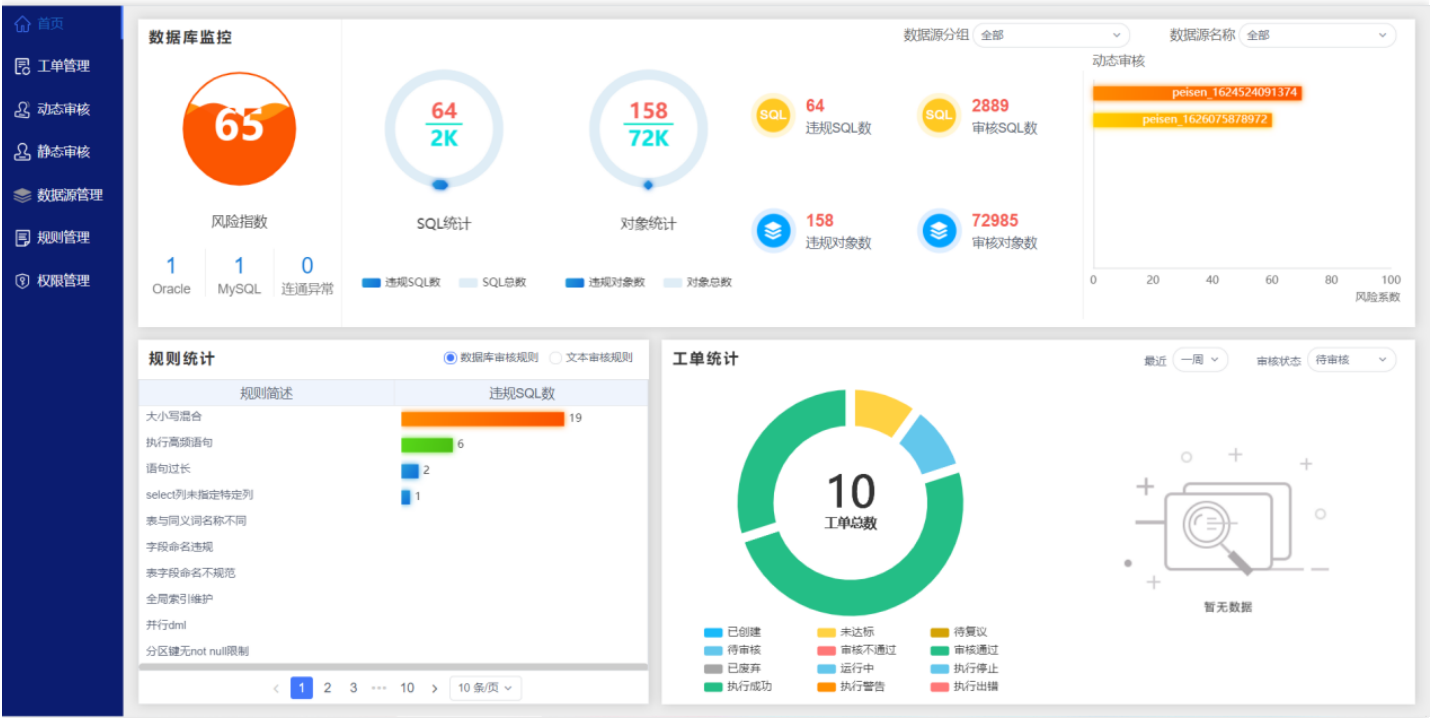 首页
工单管理
动态审核
静态审核
数据源管理
规则管理
权限管理
数据库监控
数据源分组 全部
数据源名称 全部
65
风险指数
1 1 0
Oracle MySQL 连通异常
64
2K
SQL统计
违规SQL数 SQL总数
158
72K
对象统计
违规对象数 对象总数
SQL 64
违规SQL数
SQL 2889
审核SQL数
158
违规对象数
72985
审核对象数
动态审核
peisen_1624524091374
peisen_1626075878972
0 20 40 60 80 100
风险系数
规则统计
数据库审核规则 文本审核规则
规则简述 违规SQL数
大小写混合 19
执行高频语句 6
语句过长 2
select列未指定特定列 1
表与同义词名称不同
字段命名违规
表字段命名不规范
全局索引维护
并行dml
分区键无not null限制
< 1 2 3 ••• 10 > 10 条/页
工单统计
最近 一周
审核状态 待审核
10
工单总数
已创建 未达标 待复议
待审核 审核不通过 审核通过
已废弃 运行中 执行停止
执行成功 执行警告 执行出错
暂无数据